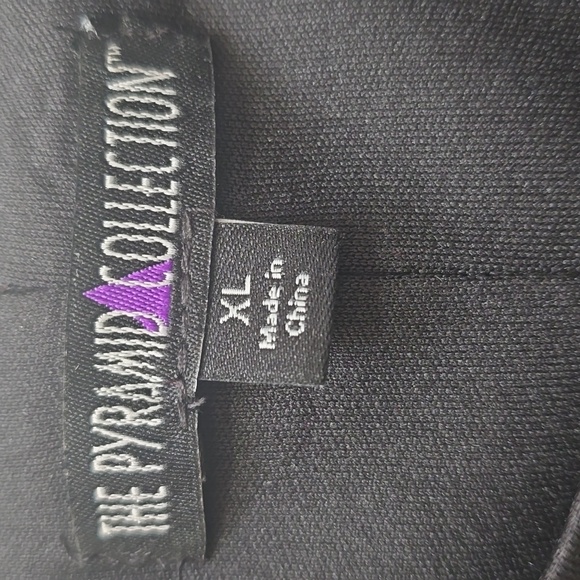 THE PYRAMID COLLECTION™
XL
Made in
China